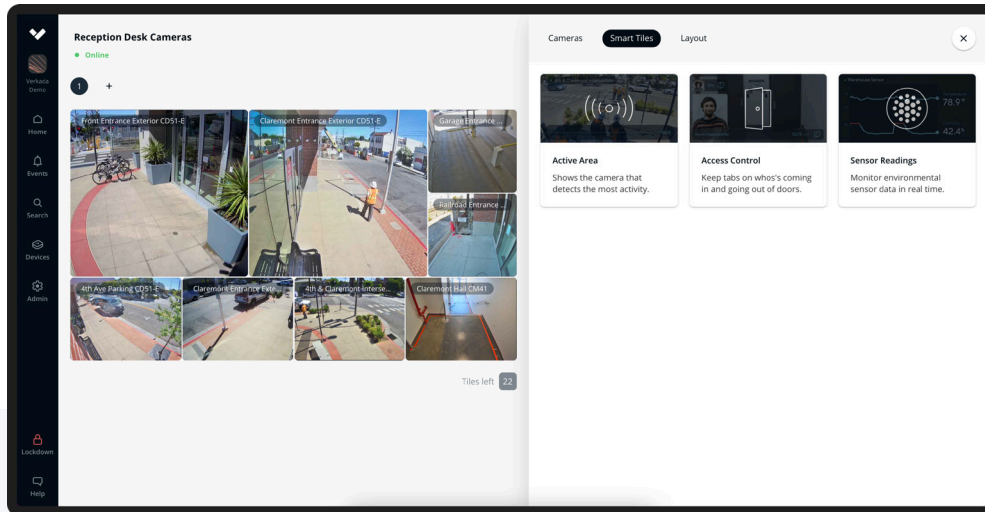 Verkada
Demo
Home
Events
Search
Devices
Admin
Lockdown
Help
Reception Desk Cameras
Online
1
+
Front Entrance Exterior CD51-E
Claremont Entrance Exterior CD51-E
Garage Entrance ...
Railroad Entrance ...
4th Ave Parking CD51-E
Claremont Entrance Exte...
4th & Claremont Interse...
Claremont Hall CM41
Tiles left 22
Cameras
Smart Tiles
Layout
Active Area
Shows the camera that
detects the most activity.
Access Control
Keep tabs on whos's coming
in and going out of doors.
Warehouse Sensor
78.9°
42.4%
Sensor Readings
Monitor environmental
sensor data in real time.